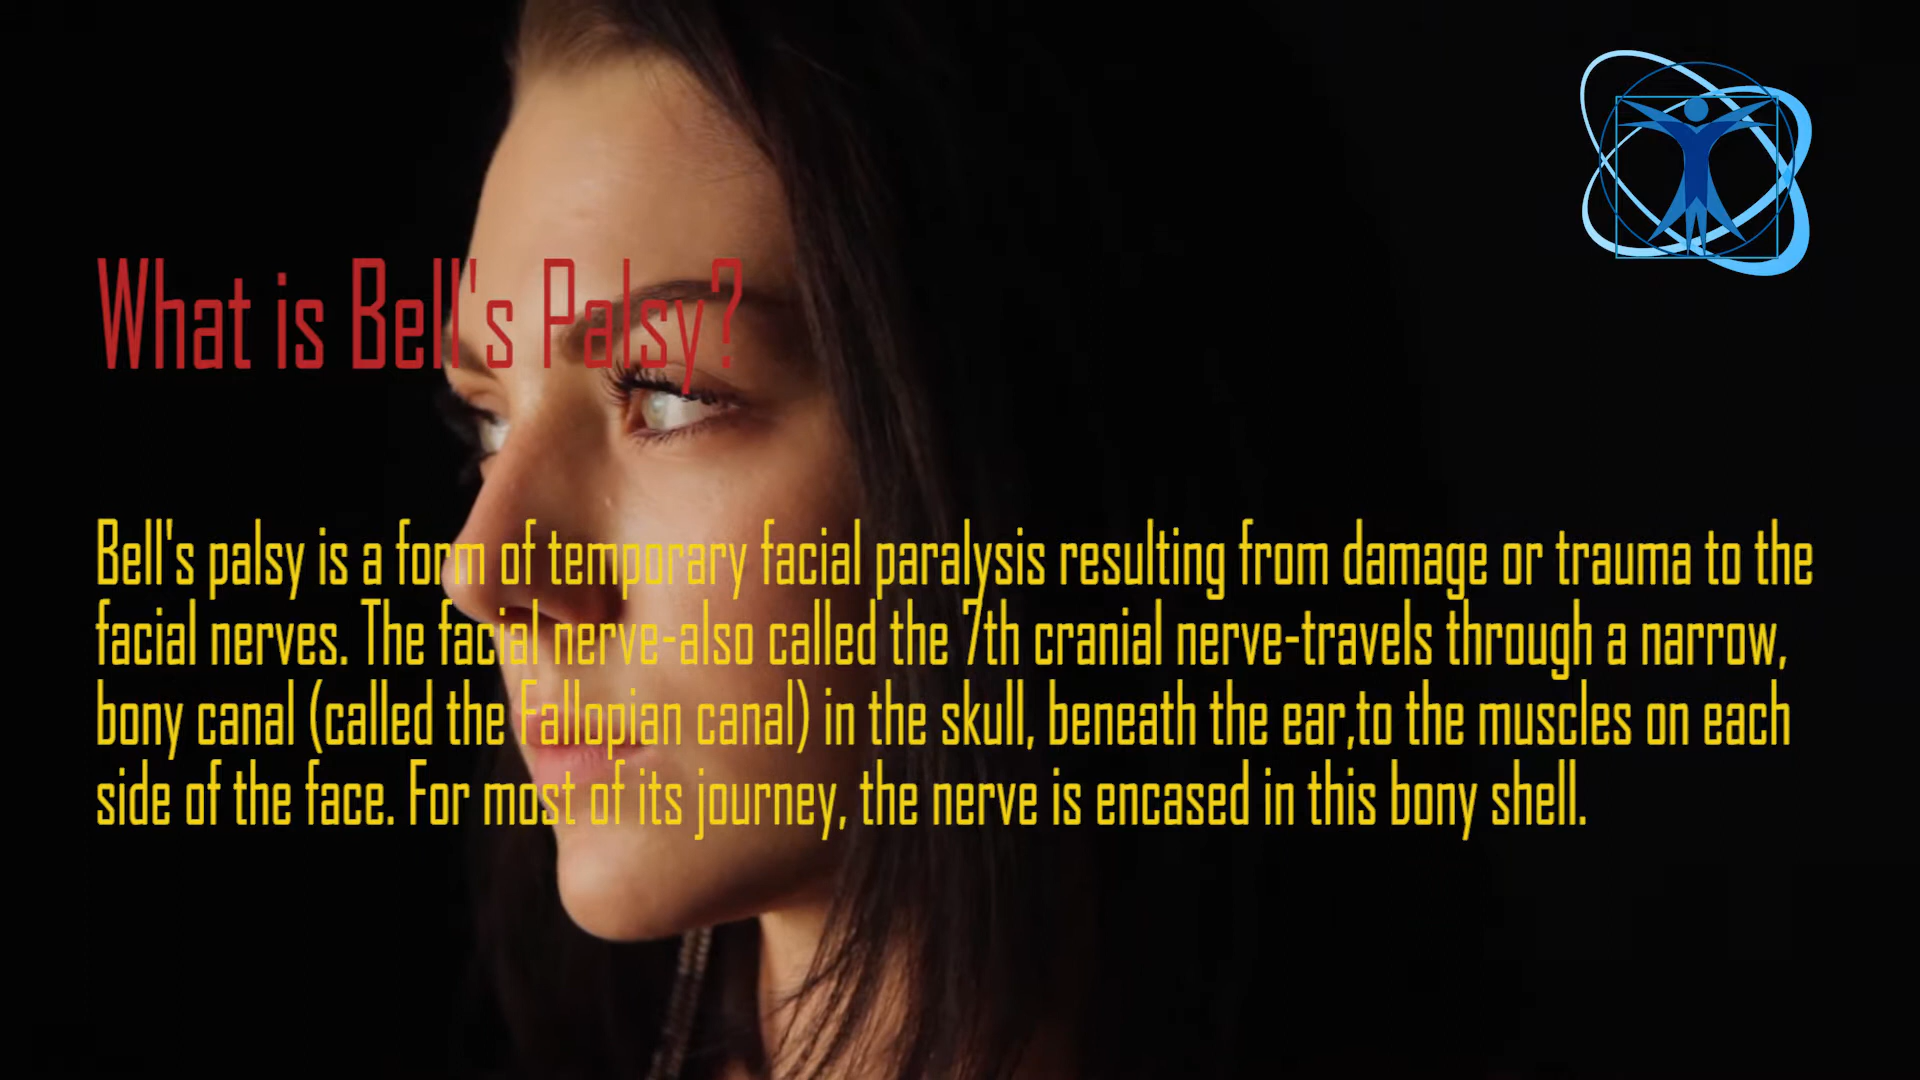 What is Bell's Palsy?
Bell's palsy is a form of temporary facial paralysis resulting from damage or trauma to the
facial nerves. The facial nerve-also called the 7th cranial nerve-travels through a narrow,
bony canal (called the Fallopian canal) in the skull, beneath the ear,to the muscles on each
side of the face. For most of its journey, the nerve is encased in this bony shell.